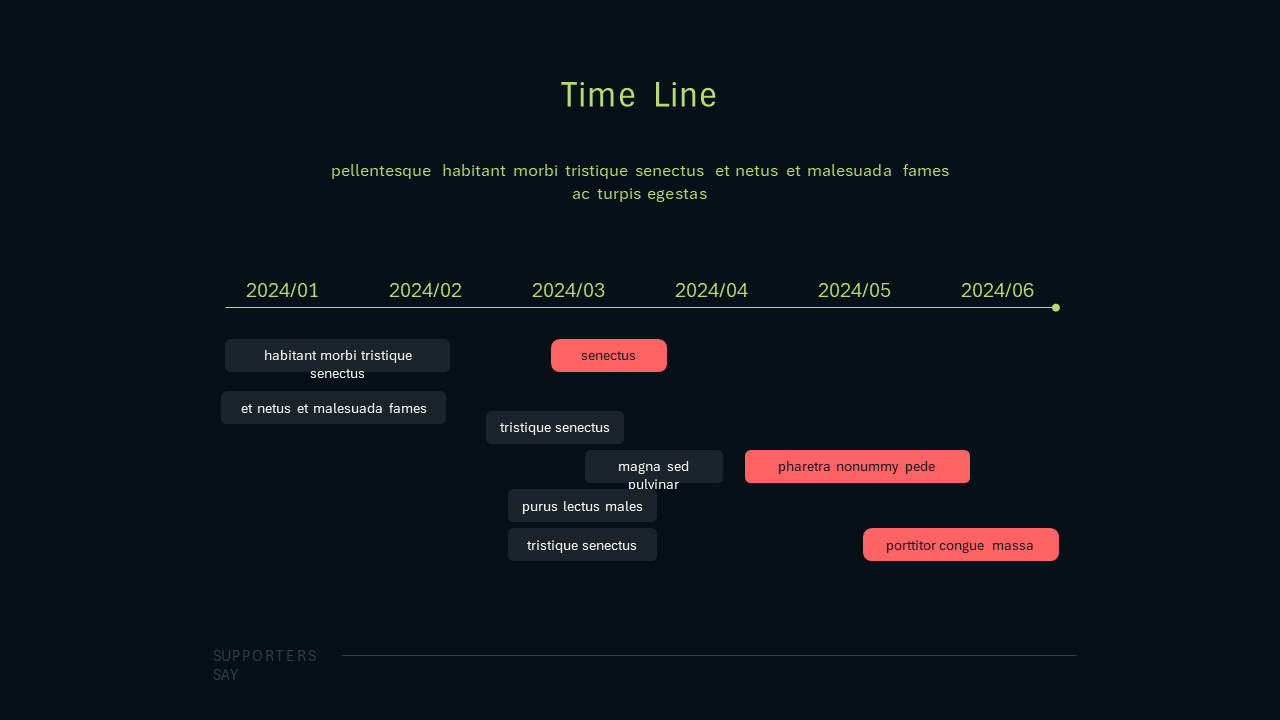 Time Line
pellentesque habitant morbi tristique senectus et netus et malesuada fames
ac turpis egestas
2024/01 2024/02 2024/03 2024/04 2024/05 2024/06
habitant morbi tristique
senectus
senectus
et netus et malesuada fames
tristique senectus
magna sed
pulvinar
pharetra nonummy pede
purus lectus males
tristique senectus
porttitor congue massa
SUPPORTERS
SAY